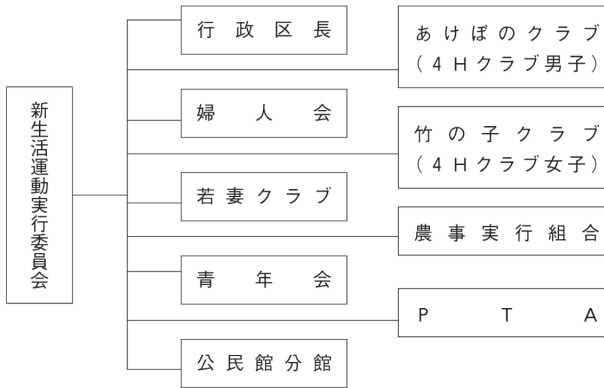 新生活運動実行委員会
行政区長
あけぼのクラブ
(4Hクラブ男子)
婦人会
竹の子クラブ
(4Hクラブ女子)
若妻クラブ
農事実行組合
青年会
PTA
公民館分館